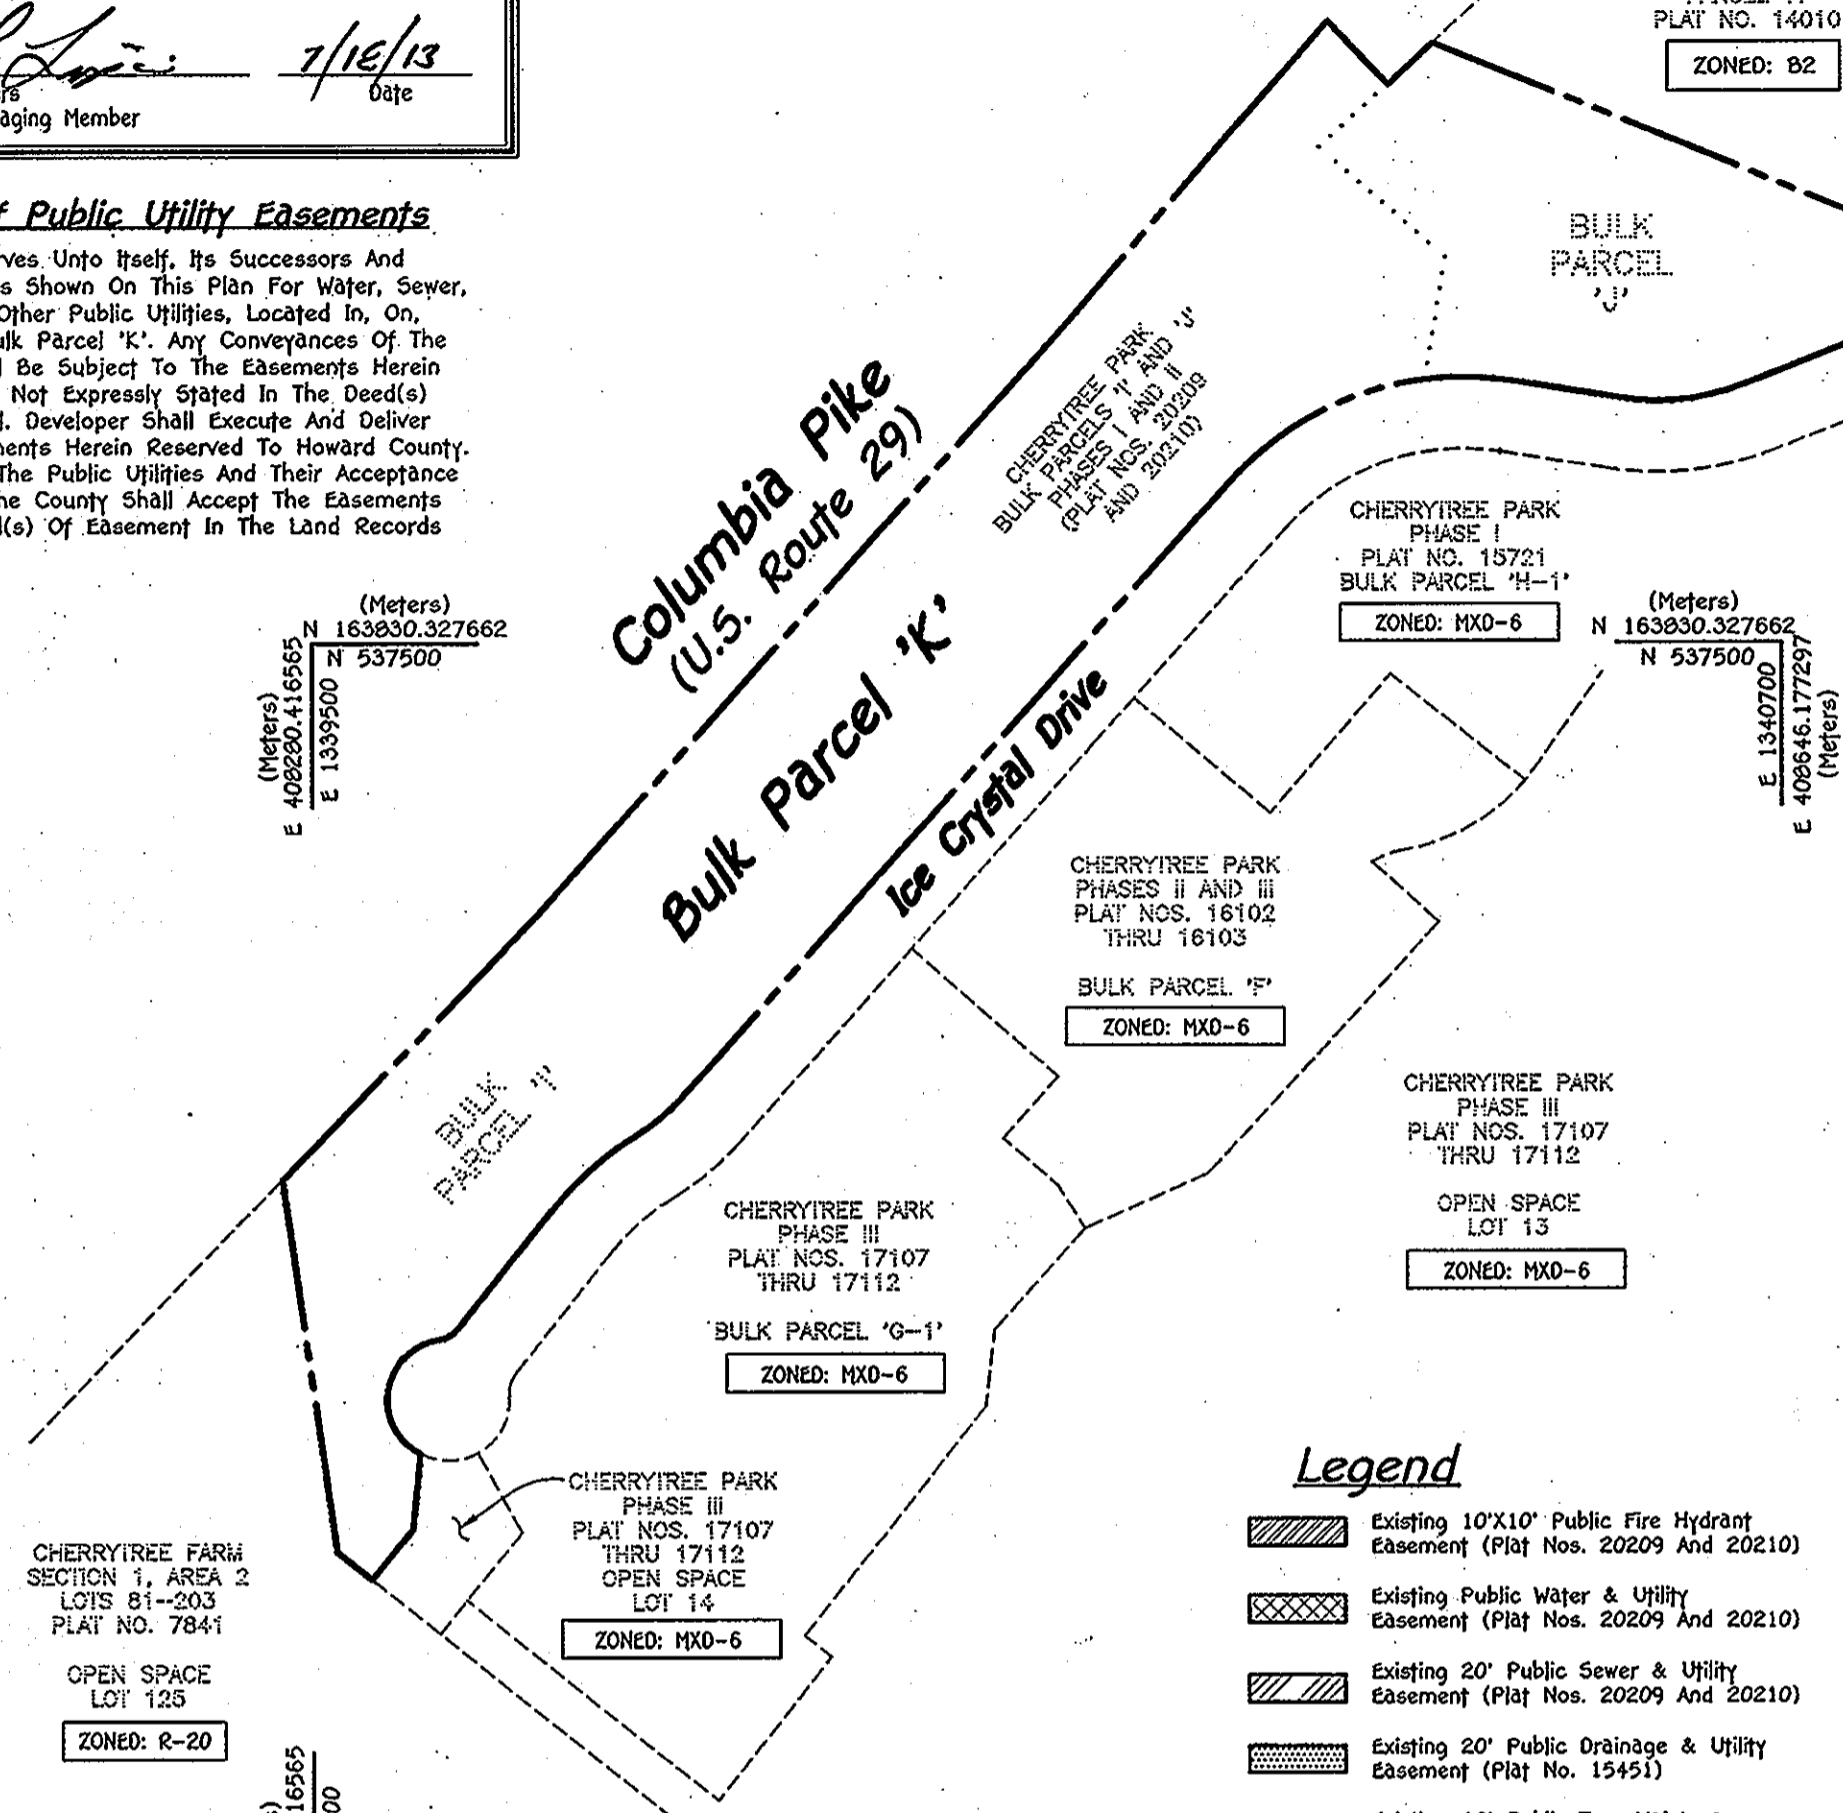 7/18/13
Date
aging Member
Public Utility Easements
ves Unto Itself, Its Successors And
s Shown On This Plan For Water, Sewer,
Other Public Utilities, Located In, On,
ulk Parcel 'K'. Any Conveyances Of The
l Be Subject To The Easements Herein
Not Expressly Stated In The Deed(s)
. Developer Shall Execute And Deliver
ments Herein Reserved To Howard County.
The Public Utilities And Their Acceptance
he County Shall Accept The Easements
d(s) Of Easement In The Land Records
PLAT NO. 14010
ZONED: B2
BULK
PARCEL
'J'
CHERRYTREE PARK
BULK PARCELS 'I' AND 'J'
PHASES I AND II
(PLAT NOS. 20209
AND 20210)
Columbia Pike
(U.S. Route 29)
Bulk Parcel 'K'
Ice Crystal Drive
(Meters)
N 163830.327662
N 537500
(Meters)
E 408280.416565
E 1339500
CHERRYTREE PARK
PHASE I
PLAT NO. 15721
BULK PARCEL 'H-1'
ZONED: MXD-6
(Meters)
N 163830.327662
N 537500
E 1340700
E 408646.177297
(Meters)
CHERRYTREE PARK
PHASES II AND III
PLAT NOS. 16102
THRU 16103
BULK PARCEL 'F'
ZONED: MXD-6
BULK
PARCEL 'I'
CHERRYTREE PARK
PHASE III
PLAT NOS. 17107
THRU 17112
OPEN SPACE
LOT 13
ZONED: MXD-6
CHERRYTREE PARK
PHASE III
PLAT NOS. 17107
THRU 17112
BULK PARCEL 'G-1'
ZONED: MXD-6
CHERRYTREE PARK
PHASE III
PLAT NOS. 17107
THRU 17112
OPEN SPACE
LOT 14
ZONED: MXD-6
CHERRYTREE FARM
SECTION 1, AREA 2
LOTS 81--203
PLAT NO. 7841
OPEN SPACE
LOT 125
ZONED: R-20
16565
00
Legend
Existing 10'X10' Public Fire Hydrant
Easement (Plat Nos. 20209 And 20210)
Existing Public Water & Utility
Easement (Plat Nos. 20209 And 20210)
Existing 20' Public Sewer & Utility
Easement (Plat Nos. 20209 And 20210)
Existing 20' Public Drainage & Utility
Easement (Plat No. 15451)